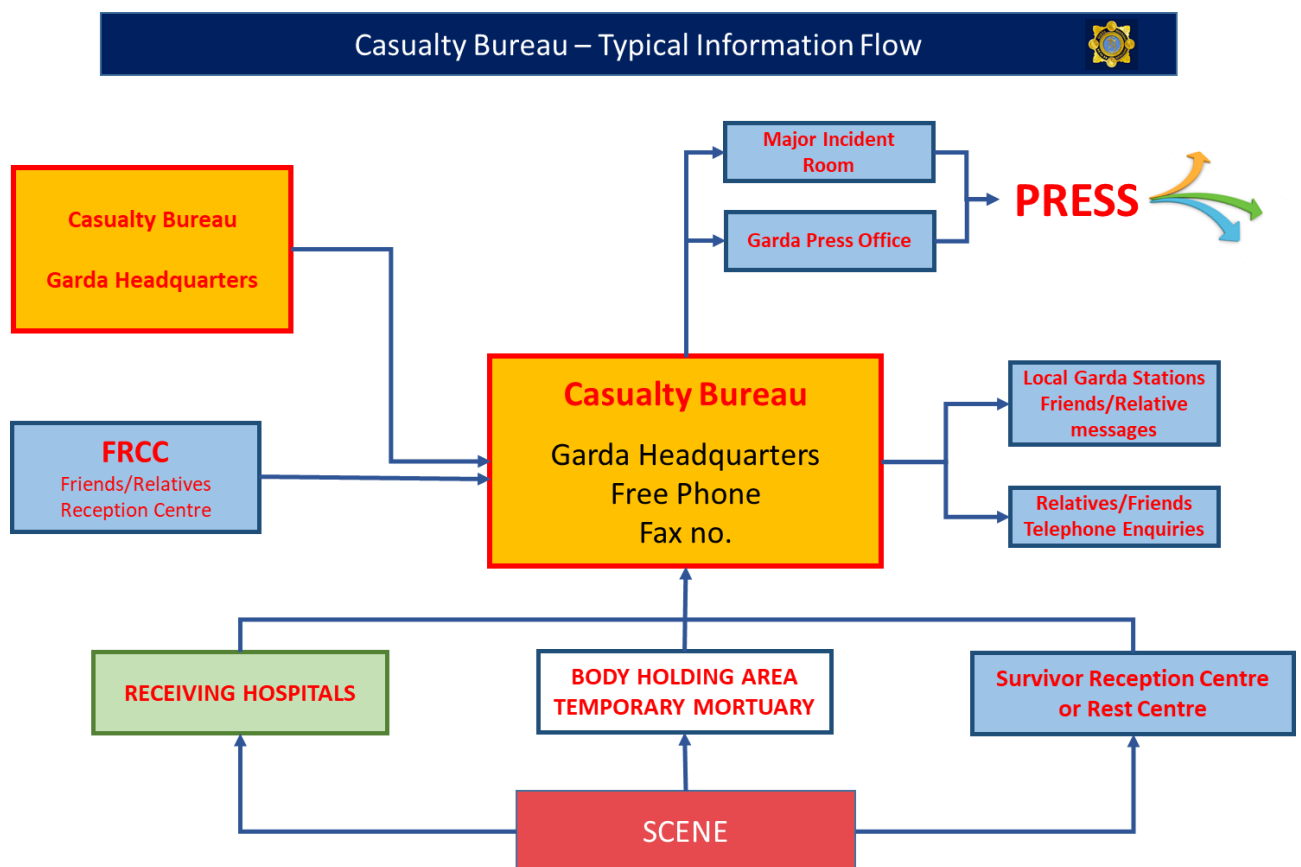 Casualty Bureau – Typical Information Flow
Major Incident
Room
Casualty Bureau
Garda Headquarters
PRESS
Garda Press Office
Casualty Bureau
Garda Headquarters
Free Phone
Fax no.
Local Garda Stations
Friends/Relative
messages
FRCC
Friends/Relatives
Reception Centre
Relatives/Friends
Telephone Enquiries
RECEIVING HOSPITALS
BODY HOLDING AREA
TEMPORARY MORTUARY
Survivor Reception Centre
or Rest Centre
SCENE